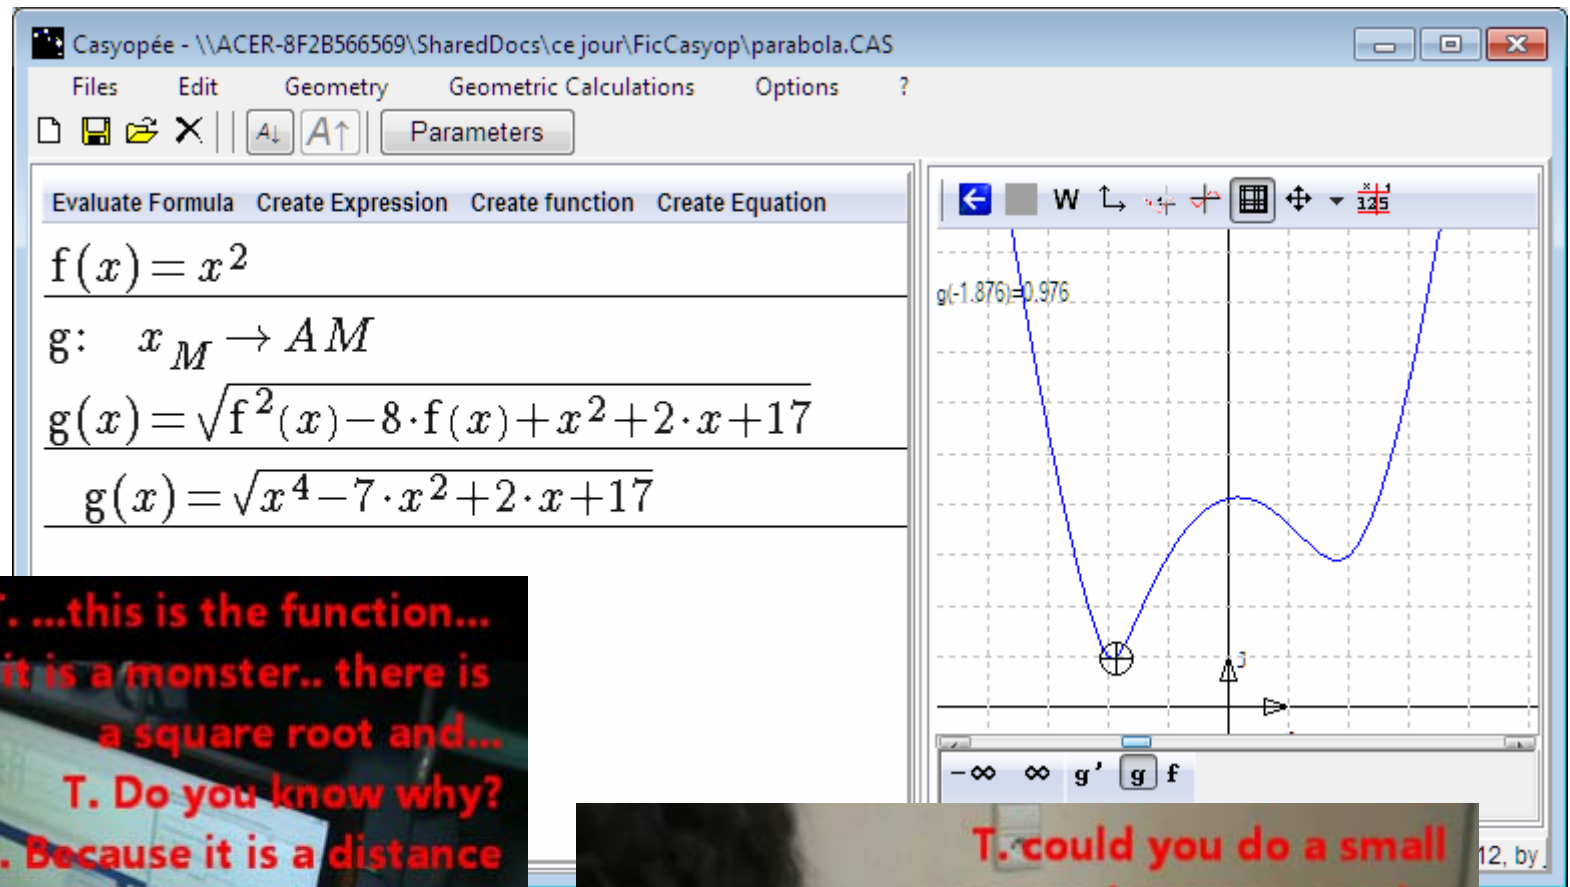 Casyopée - \\ACER-8F2B566569\SharedDocs\ce jour\FicCasyop\parabola.CAS
Files Edit Geometry Geometric Calculations Options ?
A↓ A↑ Parameters
Evaluate Formula Create Expression Create function Create Equation
W
f(x)=x²
g: x_M → AM
g(x)=√(f²(x)−8·f(x)+x²+2·x+17)
g(x)=√(x⁴−7·x²+2·x+17)
g(-1.876)=0.976
−∞ ∞ g' g f
T. ...this is the function...
it is a monster.. there is
a square root and...
T. Do you know why?
. Because it is a distance
T. could you do a small
12, by